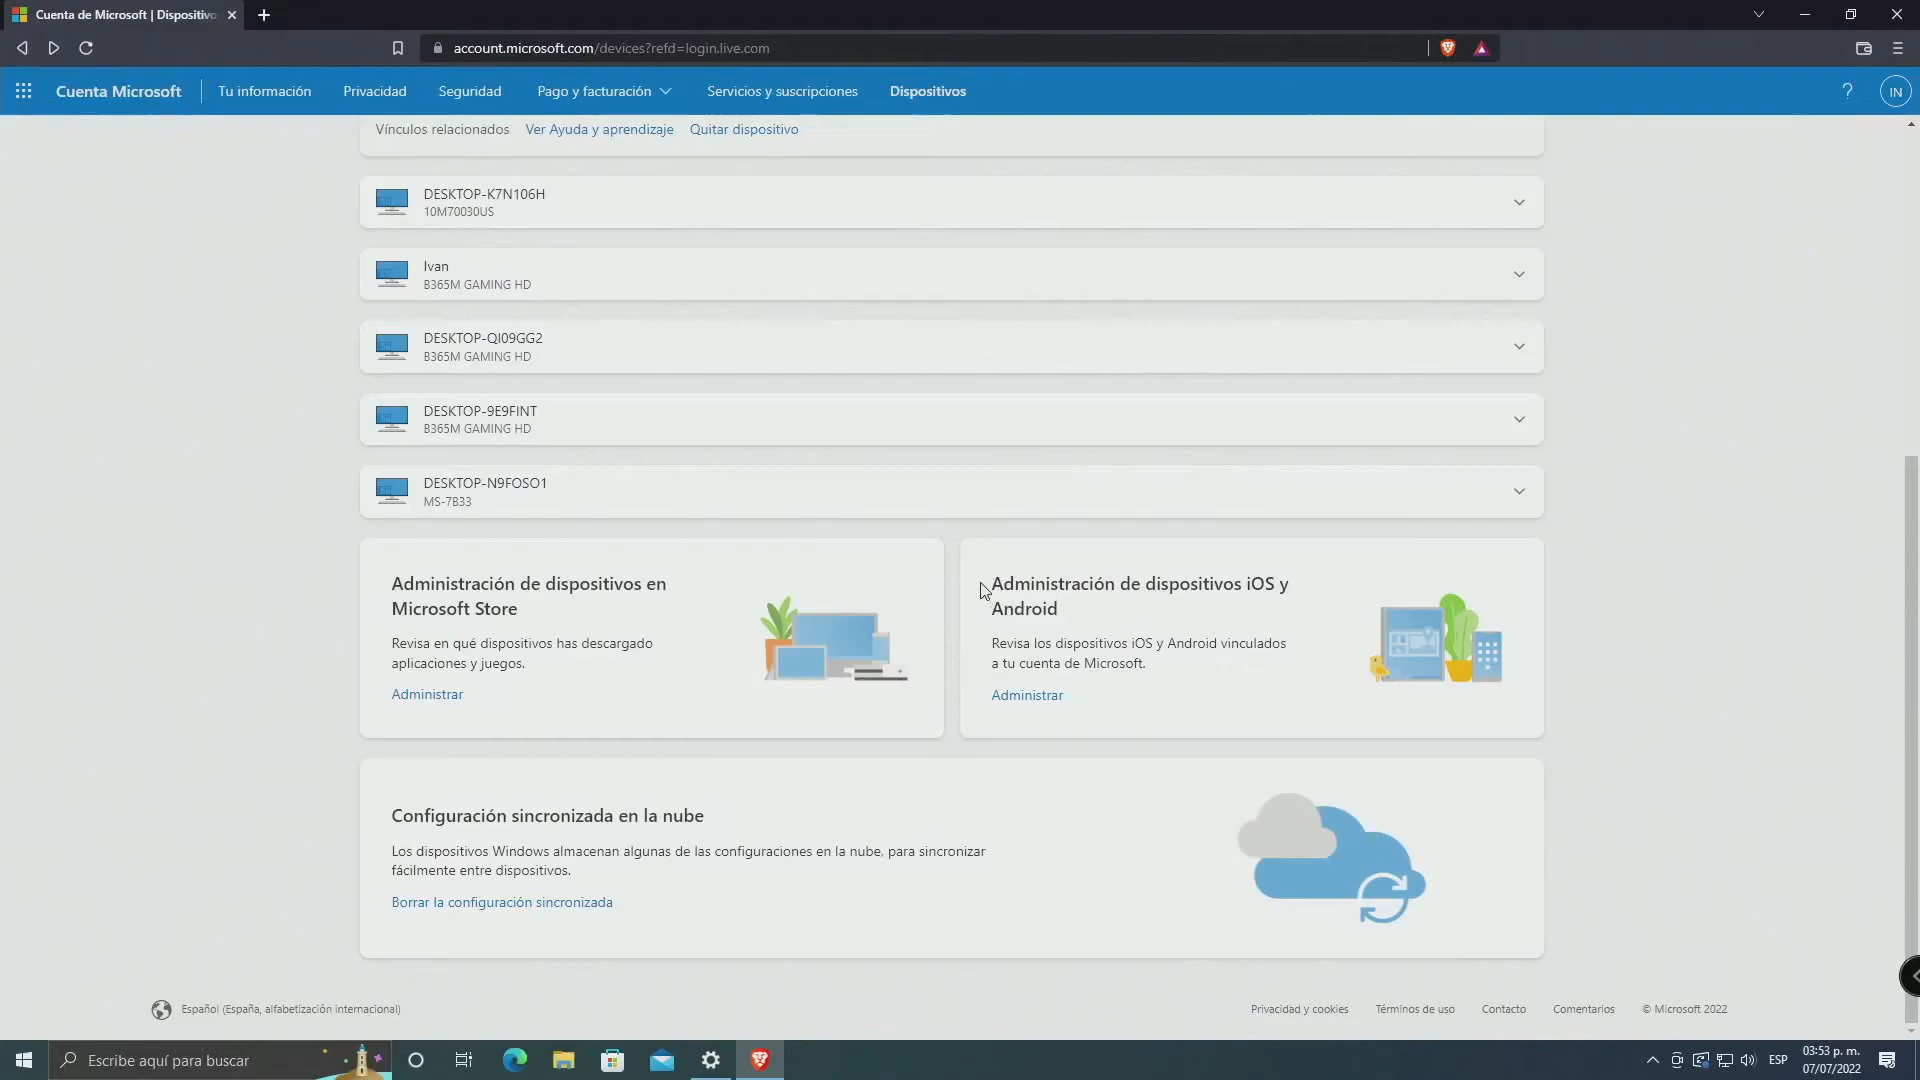 Cuenta de Microsoft | Dispositivo
account.microsoft.com/devices?refd=login.live.com
Cuenta Microsoft
Tu información
Privacidad
Seguridad
Pago y facturación
Servicios y suscripciones
Dispositivos
?
IN
Vínculos relacionados
Ver Ayuda y aprendizaje
Quitar dispositivo
DESKTOP-K7N106H
10M70030US
Ivan
B365M GAMING HD
DESKTOP-QI09GG2
B365M GAMING HD
DESKTOP-9E9FINT
B365M GAMING HD
DESKTOP-N9FOSO1
MS-7B33
Administración de dispositivos en
Microsoft Store
Revisa en qué dispositivos has descargado
aplicaciones y juegos.
Administrar
Administración de dispositivos iOS y
Android
Revisa los dispositivos iOS y Android vinculados
a tu cuenta de Microsoft.
Administrar
Configuración sincronizada en la nube
Los dispositivos Windows almacenan algunas de las configuraciones en la nube, para sincronizar
fácilmente entre dispositivos.
Borrar la configuración sincronizada
Español (España, alfabetización internacional)
Privacidad y cookies
Términos de uso
Contacto
Comentarios
© Microsoft 2022
Escribe aquí para buscar
ESP
03:53 p. m.
07/07/2022